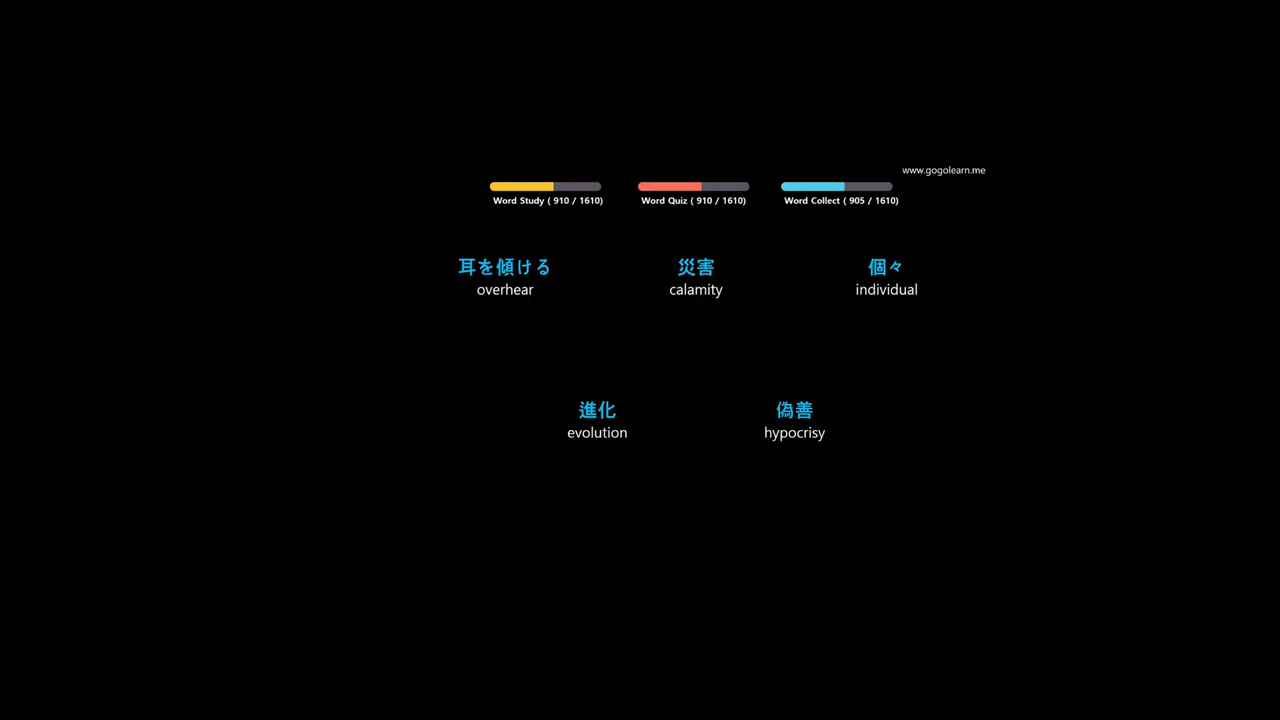 www.gogolearn.me
Word Study ( 910 / 1610)
Word Quiz ( 910 / 1610)
Word Collect ( 905 / 1610)
耳を傾ける
overhear
災害
calamity
個々
individual
進化
evolution
偽善
hypocrisy